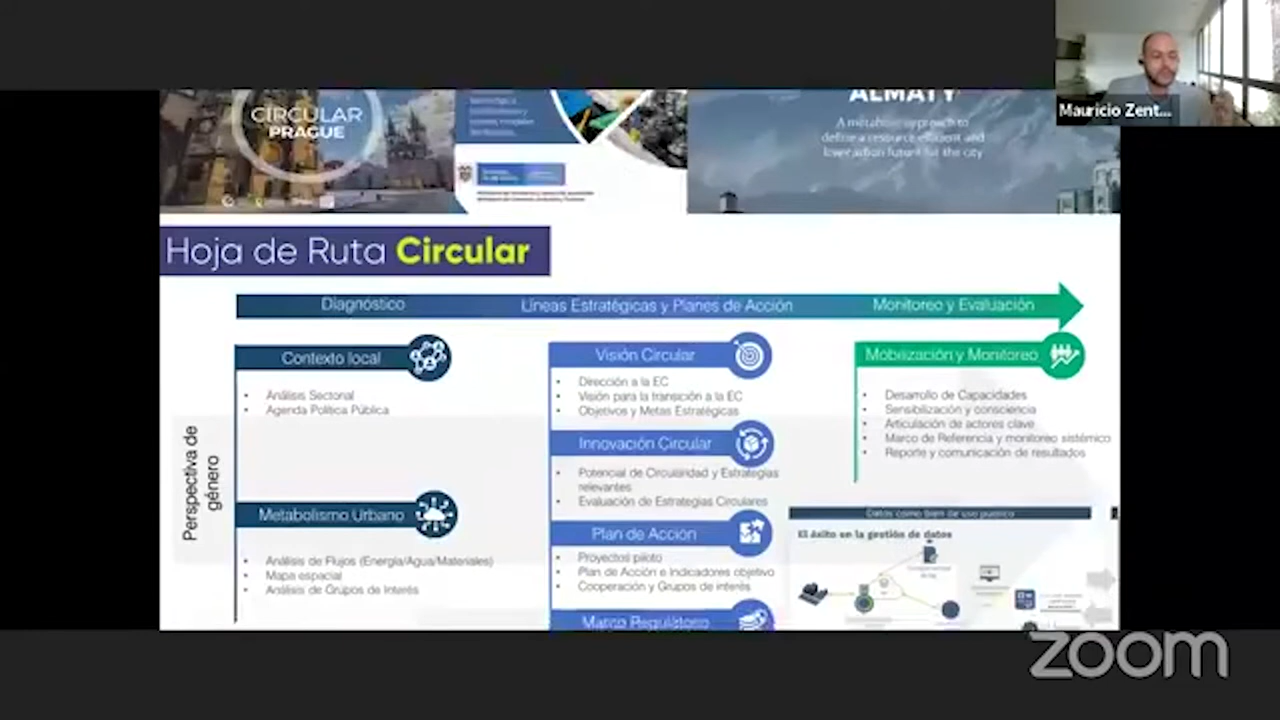 Mauricio Zent...
CIRCULAR
PRAGUE
ALMATY
A metabolic approach to
define a resource efficient and
lower carbon future for the city
Hoja de Ruta Circular
Diagnóstico
Líneas Estratégicas y Planes de Acción
Monitoreo y Evaluación
Perspectiva de
género
Contexto local
• Análisis Sectorial
• Agenda Política Pública
Metabolismo Urbano
• Análisis de Flujos (Energía/Agua/Materiales)
• Mapa espacial
• Análisis de Grupos de Interés
Visión Circular
• Dirección a la EC
• Visión para la transición a la EC
• Objetivos y Metas Estratégicas
Innovación Circular
• Potencial de Circularidad y Estrategias
relevantes
• Evaluación de Estrategias Circulares
Plan de Acción
• Proyectos piloto
• Plan de Acción e Indicadores objetivo
• Cooperación y Grupos de interés
Marco Regulatorio
Mobilización y Monitoreo
• Desarrollo de Capacidades
• Sensibilización y consciencia
• Articulación de actores clave
• Marco de Referencia y monitoreo sistémico
• Reporte y comunicación de resultados
Datos como bien de uso público
El éxito en la gestión de datos
zoom